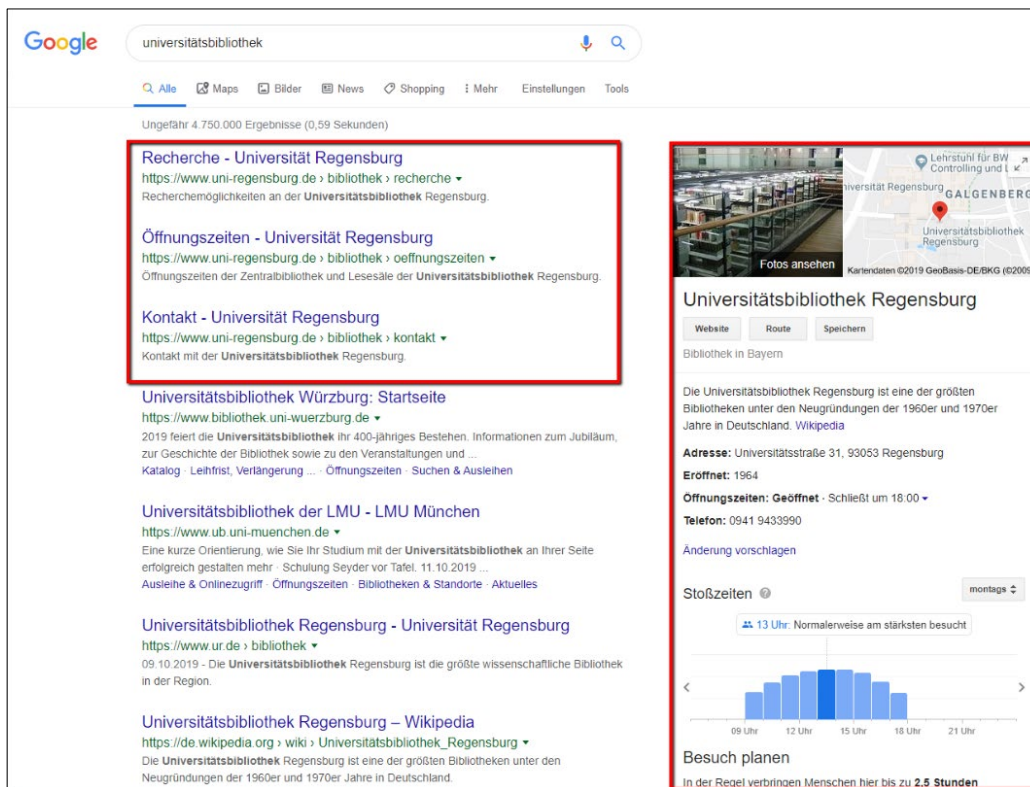 Google
universitätsbibliothek
Alle Maps Bilder News Shopping Mehr Einstellungen Tools
Ungefähr 4.750.000 Ergebnisse (0,59 Sekunden)
Recherche - Universität Regensburg
https://www.uni-regensburg.de › bibliothek › recherche
Recherchemöglichkeiten an der Universitätsbibliothek Regensburg.
Öffnungszeiten - Universität Regensburg
https://www.uni-regensburg.de › bibliothek › oeffnungszeiten
Öffnungszeiten der Zentralbibliothek und Lesesäle der Universitätsbibliothek Regensburg.
Kontakt - Universität Regensburg
https://www.uni-regensburg.de › bibliothek › kontakt
Kontakt mit der Universitätsbibliothek Regensburg.
Universitätsbibliothek Würzburg: Startseite
https://www.bibliothek.uni-wuerzburg.de
2019 feiert die Universitätsbibliothek ihr 400-jähriges Bestehen. Informationen zum Jubiläum,
zur Geschichte der Bibliothek sowie zu den Veranstaltungen und ...
Katalog · Leihfrist, Verlängerung ... · Öffnungszeiten · Suchen & Ausleihen
Universitätsbibliothek der LMU - LMU München
https://www.ub.uni-muenchen.de
Eine kurze Orientierung, wie Sie Ihr Studium mit der Universitätsbibliothek an Ihrer Seite
erfolgreich gestalten mehr · Schulung Seyder vor Tafel. 11.10.2019 ...
Ausleihe & Onlinezugriff · Öffnungszeiten · Bibliotheken & Standorte · Aktuelles
Universitätsbibliothek Regensburg - Universität Regensburg
https://www.ur.de › bibliothek
09.10.2019 - Die Universitätsbibliothek Regensburg ist die größte wissenschaftliche Bibliothek
in der Region.
Universitätsbibliothek Regensburg – Wikipedia
https://de.wikipedia.org › wiki › Universitätsbibliothek_Regensburg
Die Universitätsbibliothek Regensburg ist eine der größten Bibliotheken unter den
Neugründungen der 1960er und 1970er Jahre in Deutschland.
Fotos ansehen
Lehrstuhl für BW
Controlling und L
niversität Regensburg
GALGENBERG
Universitätsbibliothek
Regensburg
Kartendaten ©2019 GeoBasis-DE/BKG (©2009
Universitätsbibliothek Regensburg
Website Route Speichern
Bibliothek in Bayern
Die Universitätsbibliothek Regensburg ist eine der größten
Bibliotheken unter den Neugründungen der 1960er und 1970er
Jahre in Deutschland. Wikipedia
Adresse: Universitätsstraße 31, 93053 Regensburg
Eröffnet: 1964
Öffnungszeiten: Geöffnet · Schließt um 18:00
Telefon: 0941 9433990
Änderung vorschlagen
Stoßzeiten montags
13 Uhr: Normalerweise am stärksten besucht
09 Uhr 12 Uhr 15 Uhr 18 Uhr 21 Uhr
Besuch planen
In der Regel verbringen Menschen hier bis zu 2,5 Stunden